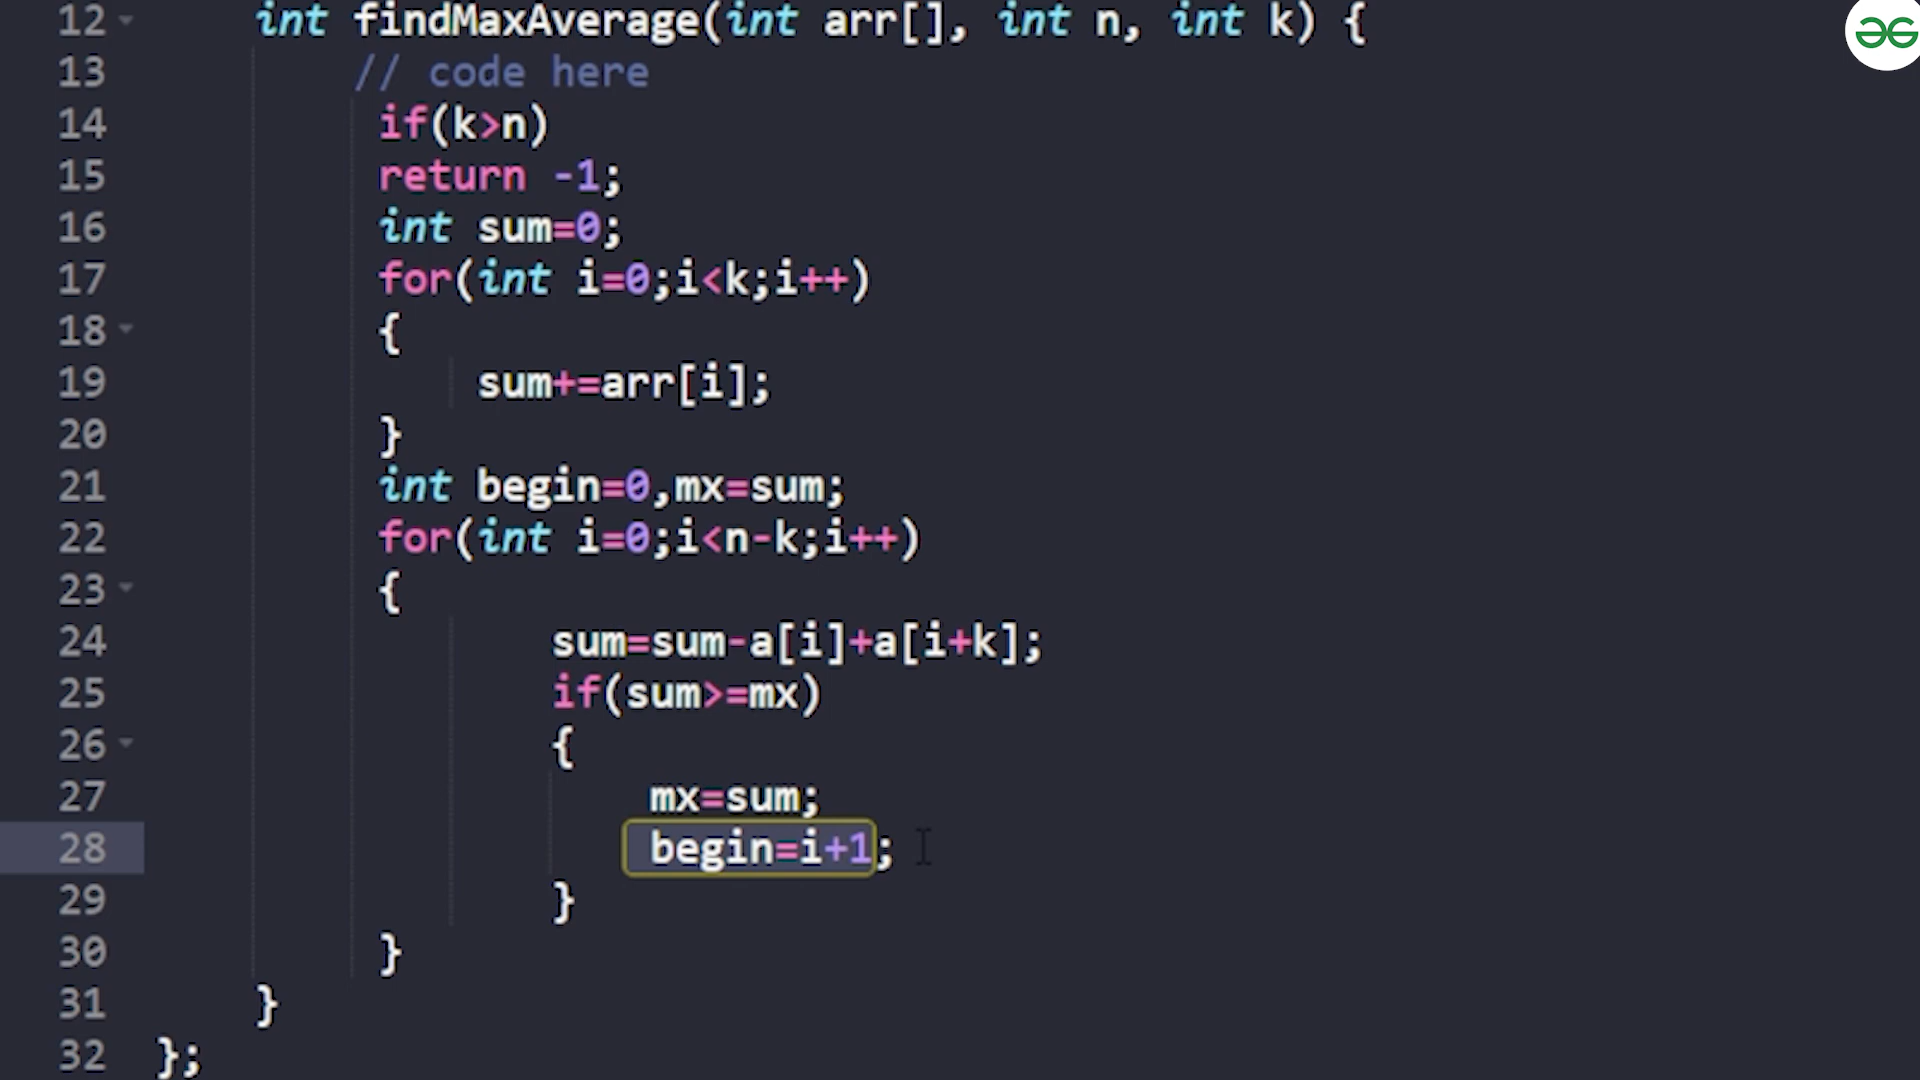 12 int findMaxAverage(int arr[], int n, int k) {
13 // code here
14 if(k>n)
15 return -1;
16 int sum=0;
17 for(int i=0;i<k;i++)
18 {
19 sum+=arr[i];
20 }
21 int begin=0,mx=sum;
22 for(int i=0;i<n-k;i++)
23 {
24 sum=sum-a[i]+a[i+k];
25 if(sum>=mx)
26 {
27 mx=sum;
28 begin=i+1;
29 }
30 }
31 }
32 };